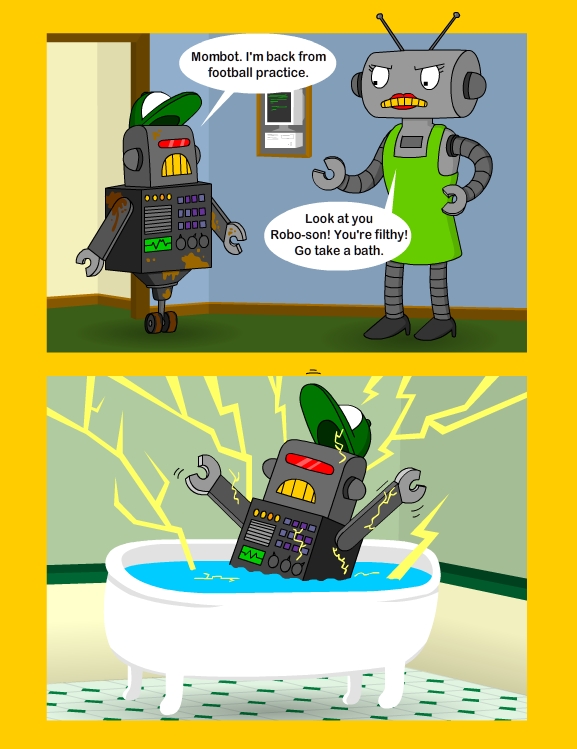 Mombot. I'm back from
football practice.
Look at you
Robo-son! You're filthy!
Go take a bath.